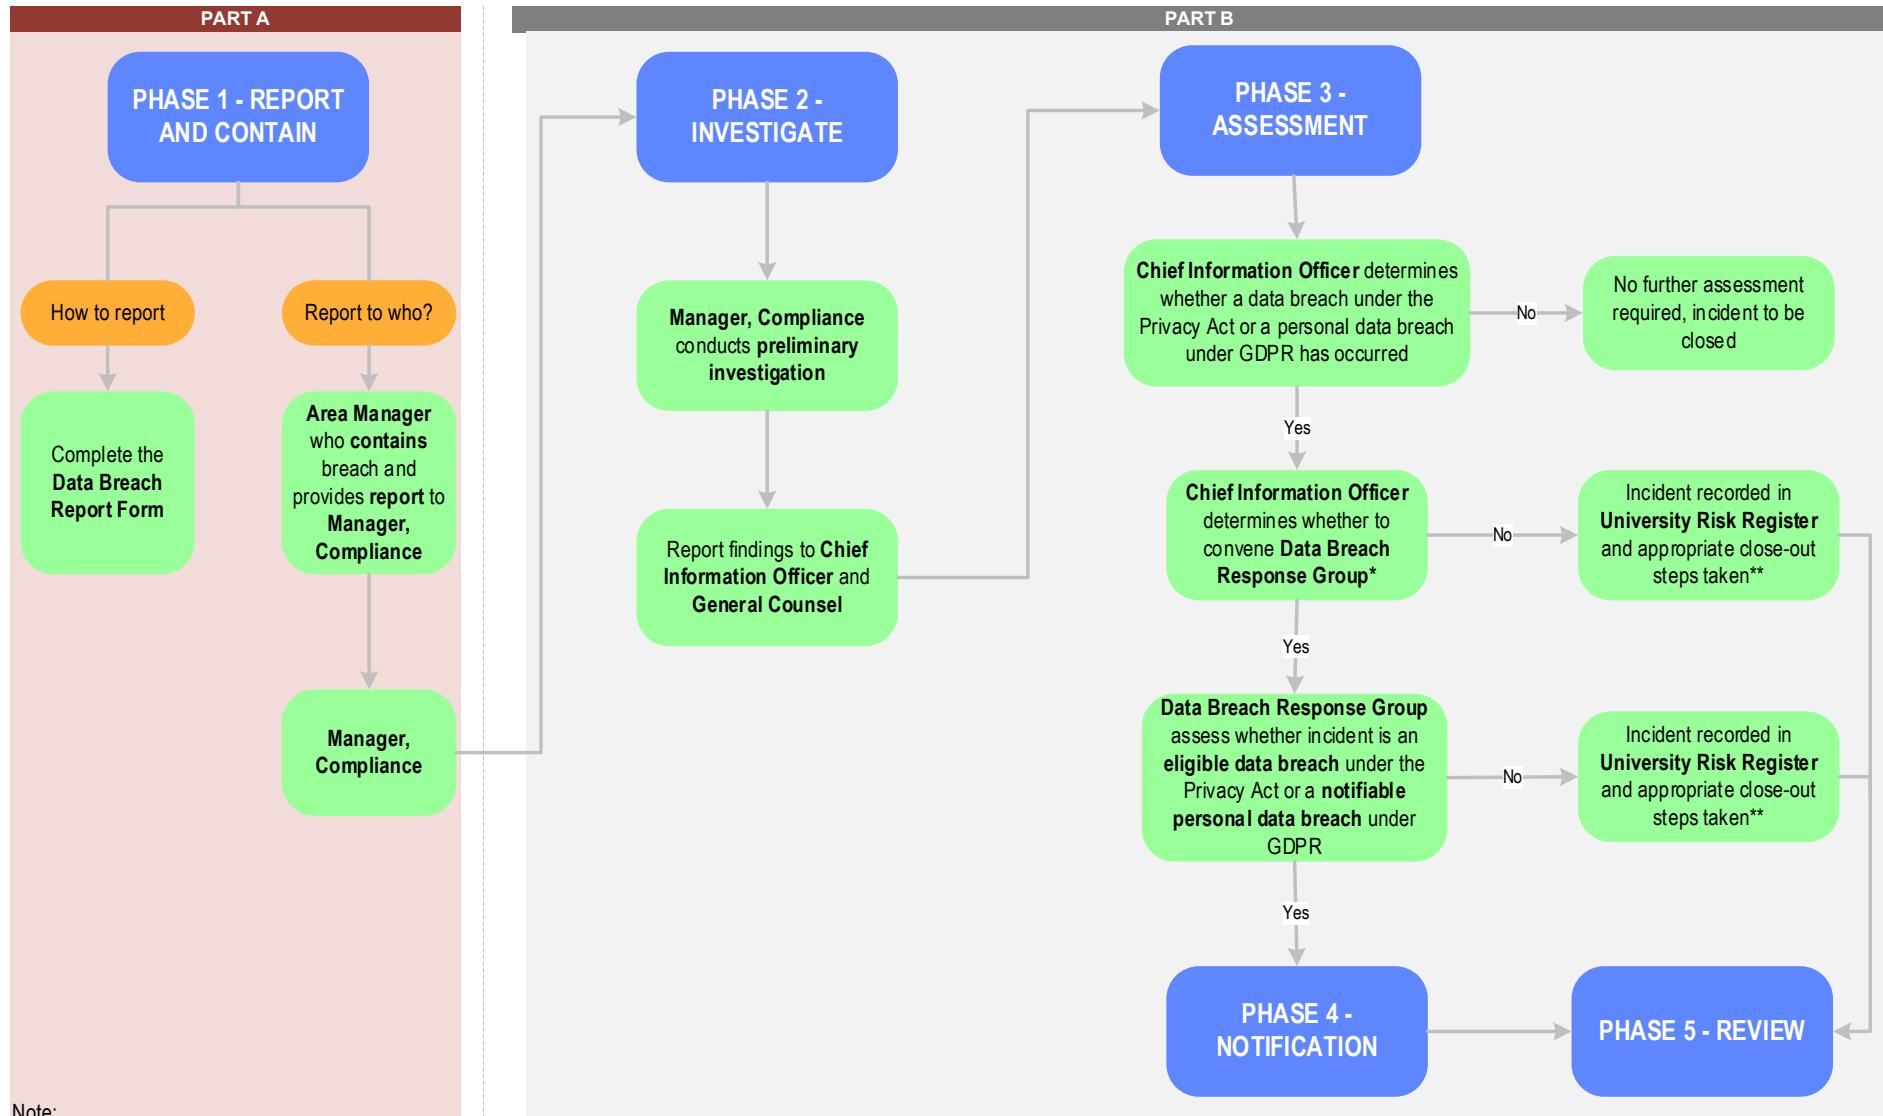 PART A
PART B
PHASE 1 - REPORT
AND CONTAIN
How to report
Report to who?
Complete the
Data Breach
Report Form
Area Manager
who contains
breach and
provides report to
Manager,
Compliance
Manager,
Compliance
PHASE 2 -
INVESTIGATE
Manager, Compliance
conducts preliminary
investigation
Report findings to Chief
Information Officer and
General Counsel
PHASE 3 -
ASSESSMENT
Chief Information Officer determines
whether a data breach under the
Privacy Act or a personal data breach
under GDPR has occurred
No
No further assessment
required, incident to be
closed
Yes
Chief Information Officer
determines whether to
convene Data Breach
Response Group*
No
Incident recorded in
University Risk Register
and appropriate close-out
steps taken**
Yes
Data Breach Response Group
assess whether incident is an
eligible data breach under the
Privacy Act or a notifiable
personal data breach under
GDPR
No
Incident recorded in
University Risk Register
and appropriate close-out
steps taken**
Yes
PHASE 4 -
NOTIFICATION
PHASE 5 - REVIEW
Note: